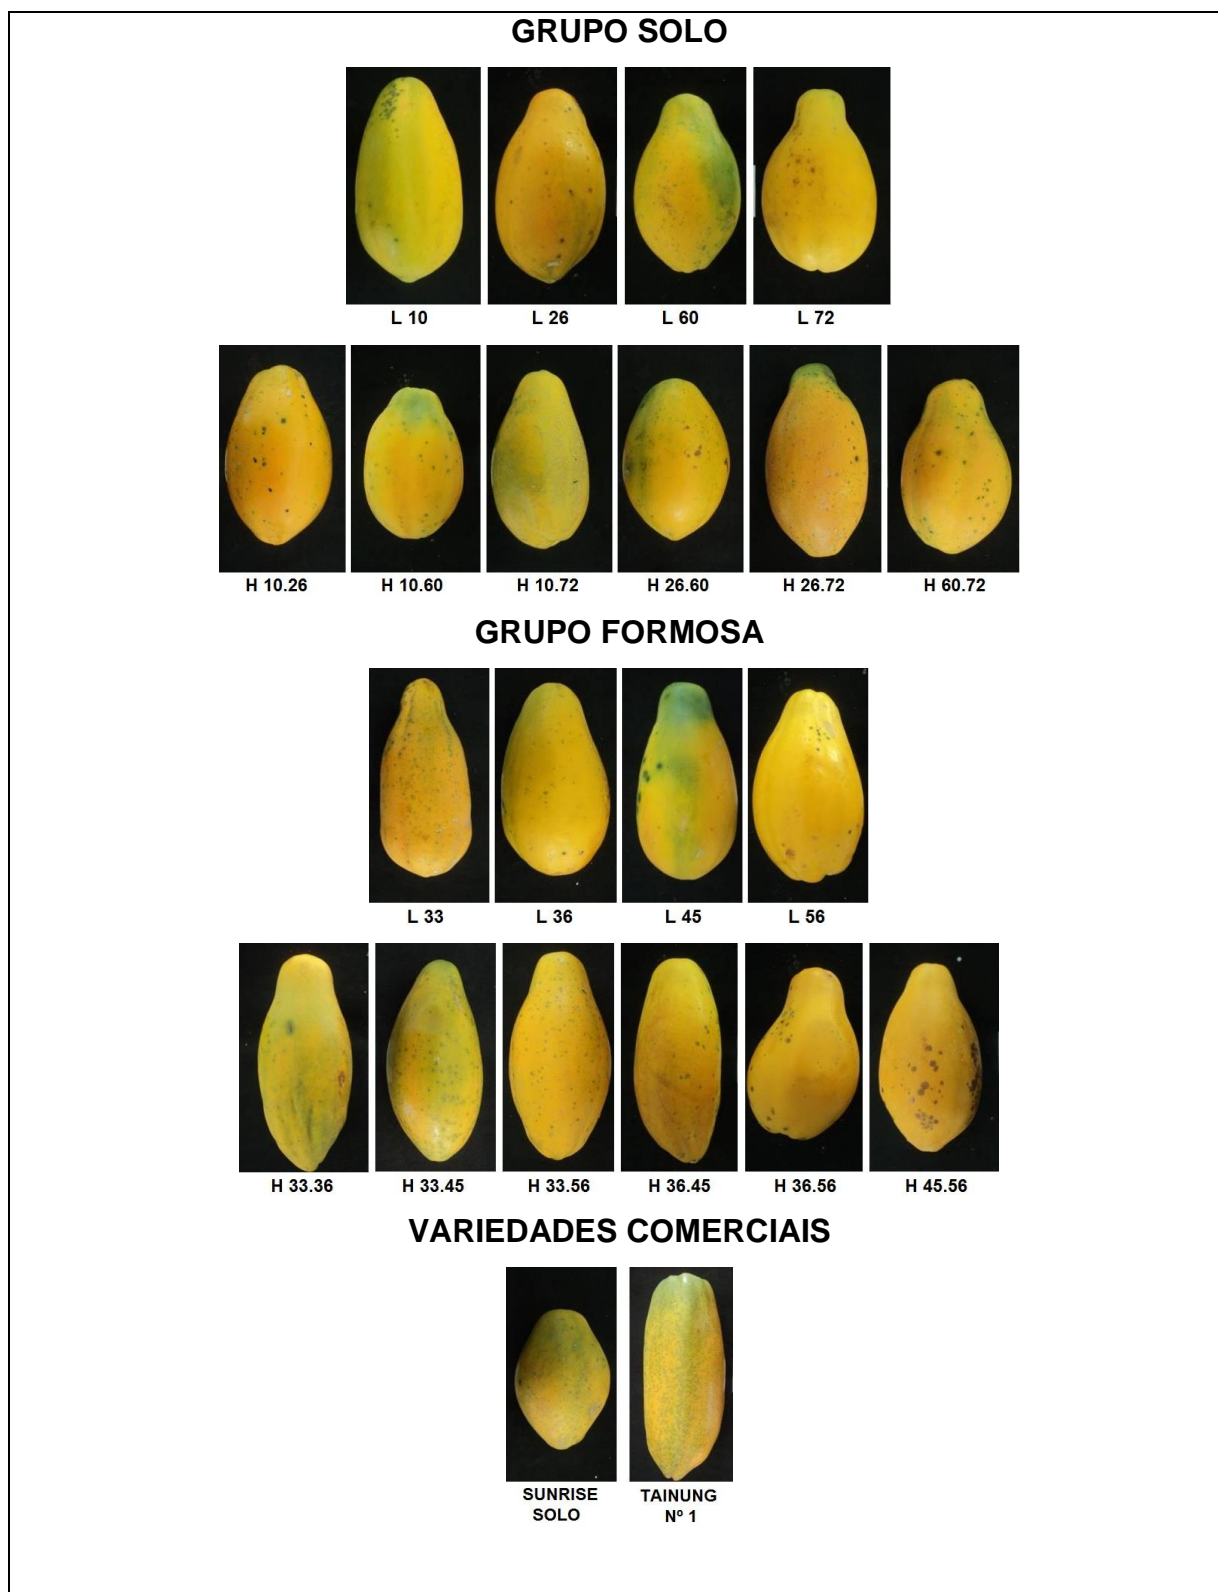 GRUPO SOLO
L 10 L 26 L 60 L 72
H 10.26 H 10.60 H 10.72 H 26.60 H 26.72 H 60.72
GRUPO FORMOSA
L 33 L 36 L 45 L 56
H 33.36 H 33.45 H 33.56 H 36.45 H 36.56 H 45.56
VARIEDADES COMERCIAIS
SUNRISE SOLO
TAINUNG Nº 1